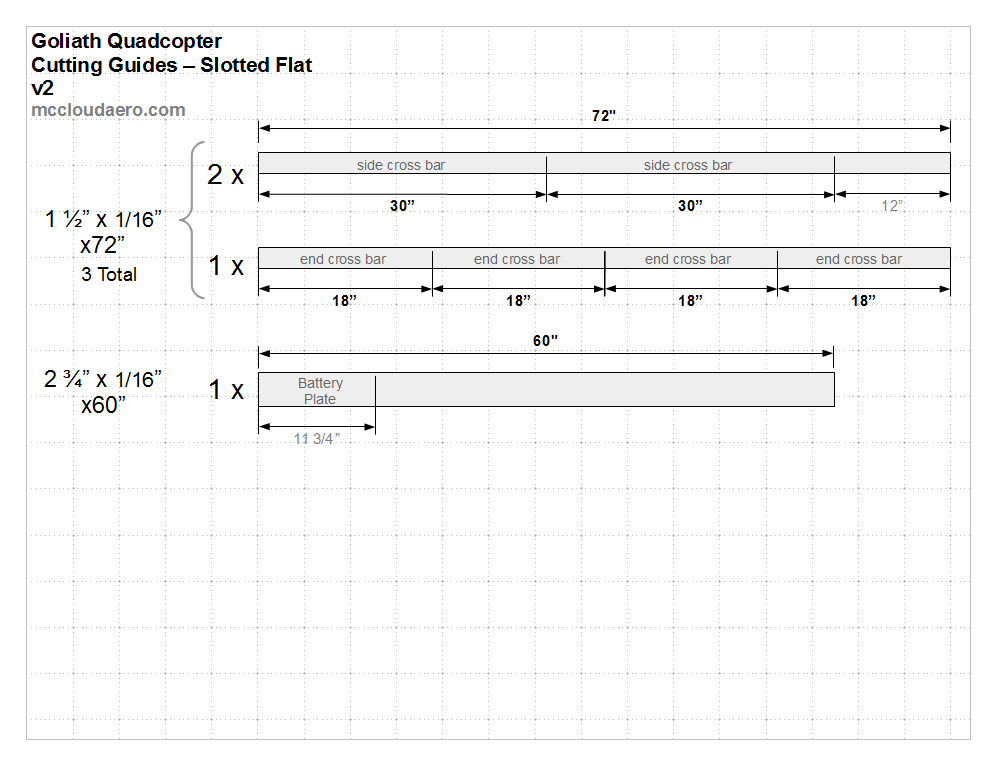 Goliath Quadcopter
Cutting Guides – Slotted Flat
v2
mccloudaero.com
72"
2 x
side cross bar
side cross bar
30”
30”
12”
1 ½” x 1/16”
x72”
3 Total
1 x
end cross bar
end cross bar
end cross bar
end cross bar
18”
18”
18”
18”
60"
2 ¾” x 1/16”
x60”
1 x
Battery
Plate
11 3/4”